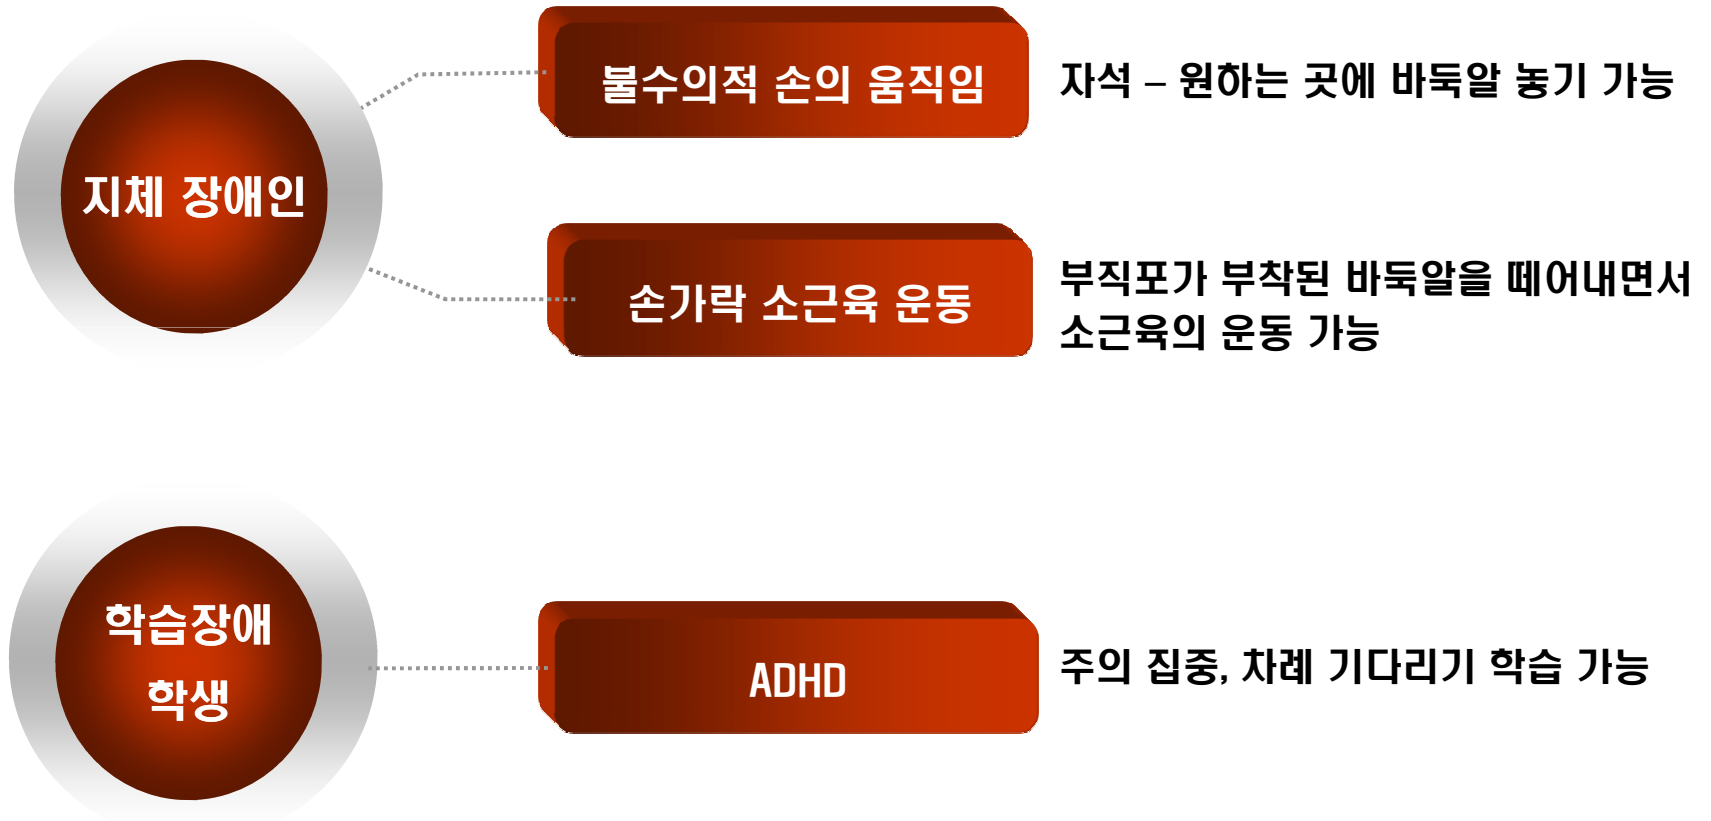 지체 장애인
불수의적 손의 움직임
자석 – 원하는 곳에 바둑알 놓기 가능
손가락 소근육 운동
부직포가 부착된 바둑알을 떼어내면서
소근육의 운동 가능
학습장애
학생
ADHD
주의 집중, 차례 기다리기 학습 가능